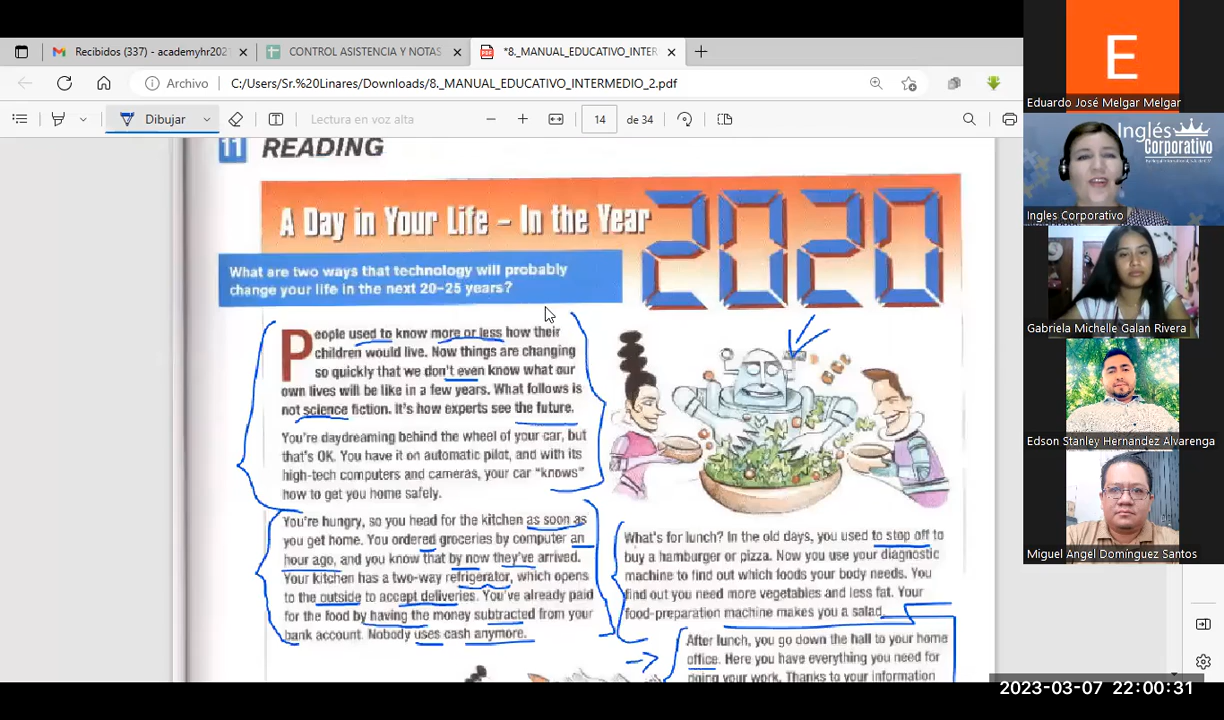 Recibidos (337) - academyhr202
CONTROL ASISTENCIA Y NOTAS
*8._MANUAL_EDUCATIVO_INTER
Archivo
C:/Users/Sr.%20Linares/Downloads/8._MANUAL_EDUCATIVO_INTERMEDIO_2.pdf
Dibujar
Lectura en voz alta
14
de 34
11 READING
A Day in Your Life – In the Year 2020
What are two ways that technology will probably
change your life in the next 20–25 years?
People used to know more or less how their
children would live. Now things are changing
so quickly that we don't even know what our
own lives will be like in a few years. What follows is
not science fiction. It's how experts see the future.
You're daydreaming behind the wheel of your car, but
that's OK. You have it on automatic pilot, and with its
high-tech computers and cameras, your car "knows"
how to get you home safely.
You're hungry, so you head for the kitchen as soon as
you get home. You ordered groceries by computer an
hour ago, and you know that by now they've arrived.
Your kitchen has a two-way refrigerator, which opens
to the outside to accept deliveries. You've already paid
for the food by having the money subtracted from your
bank account. Nobody uses cash anymore.
What's for lunch? In the old days, you used to stop off to
buy a hamburger or pizza. Now you use your diagnostic
machine to find out which foods your body needs. You
find out you need more vegetables and less fat. Your
food-preparation machine makes you a salad.
After lunch, you go down the hall to your home
office. Here you have everything you need for
doing your work. Thanks to your information
E
Eduardo José Melgar Melgar
Inglés
Corporativo
Ingles Corporativo
Gabriela Michelle Galan Rivera
Edson Stanley Hernandez Alvarenga
Miguel Angel Domínguez Santos
2023-03-07 22:00:31